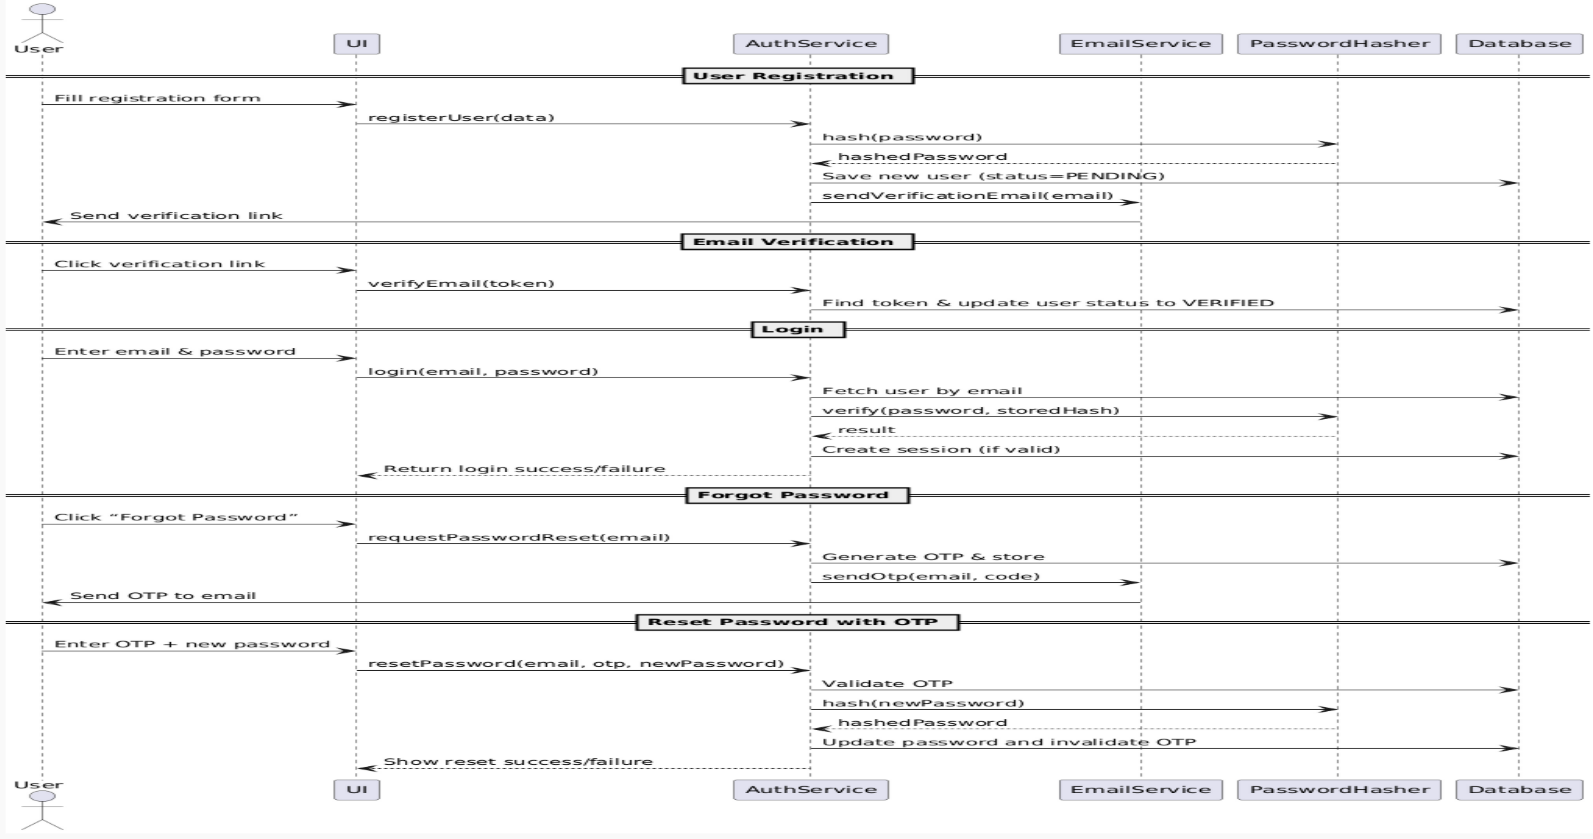 User
UI
AuthService
EmailService
PasswordHasher
Database
User Registration
Fill registration form
registerUser(data)
hash(password)
hashedPassword
Save new user (status=PENDING)
sendVerificationEmail(email)
Send verification link
Email Verification
Click verification link
verifyEmail(token)
Find token & update user status to VERIFIED
Login
Enter email & password
login(email, password)
Fetch user by email
verify(password, storedHash)
result
Create session (if valid)
Return login success/failure
Forgot Password
Click “Forgot Password”
requestPasswordReset(email)
Generate OTP & store
sendOtp(email, code)
Send OTP to email
Reset Password with OTP
Enter OTP + new password
resetPassword(email, otp, newPassword)
Validate OTP
hash(newPassword)
hashedPassword
Update password and invalidate OTP
Show reset success/failure
User
UI
AuthService
EmailService
PasswordHasher
Database